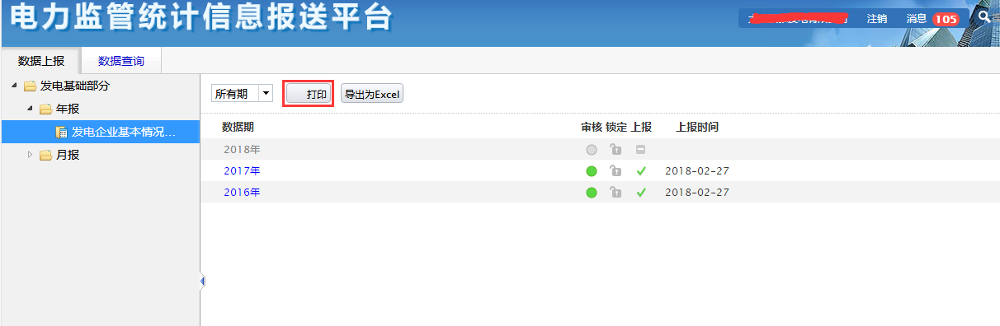 电力监管统计信息报送平台
注销 消息 105
数据上报 数据查询
发电基础部分
年报
发电企业基本情况...
月报
所有期 打印 导出为Excel
数据期 审核 锁定 上报 上报时间
2018年
2017年 2018-02-27
2016年 2018-02-27